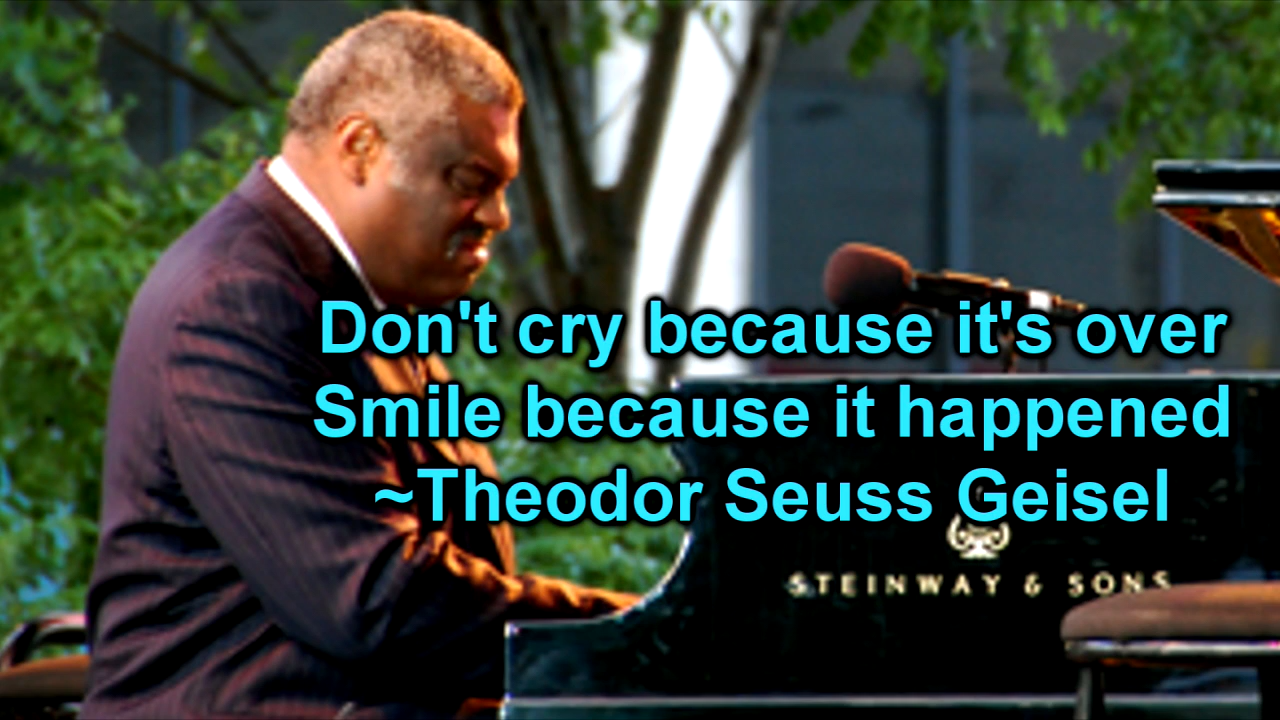 Don't cry because it's over
Smile because it happened
~Theodor Seuss Geisel
STEINWAY & SONS